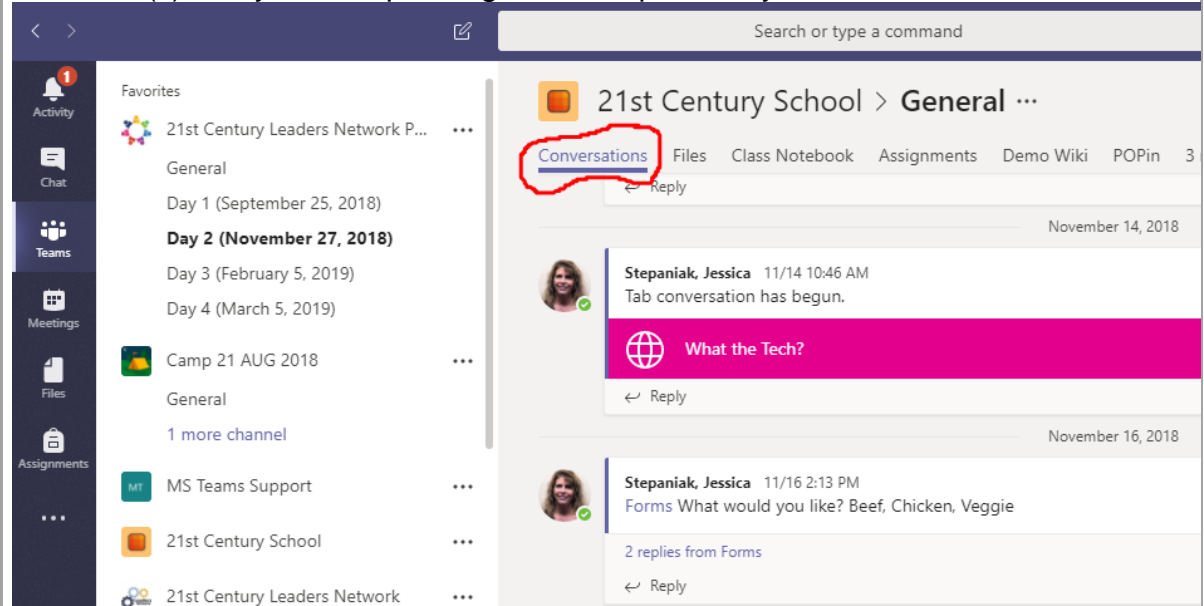 Search or type a command
1
Activity
Chat
Teams
Meetings
Files
Assignments
...
Favorites
21st Century Leaders Network P... ...
General
Day 1 (September 25, 2018)
Day 2 (November 27, 2018)
Day 3 (February 5, 2019)
Day 4 (March 5, 2019)
Camp 21 AUG 2018 ...
General
1 more channel
MT MS Teams Support ...
21st Century School ...
21st Century Leaders Network ...
21st Century School > General ...
Conversations Files Class Notebook Assignments Demo Wiki POPin 3
Reply
November 14, 2018
Stepaniak, Jessica 11/14 10:46 AM
Tab conversation has begun.
What the Tech?
Reply
November 16, 2018
Stepaniak, Jessica 11/16 2:13 PM
Forms What would you like? Beef, Chicken, Veggie
2 replies from Forms
Reply